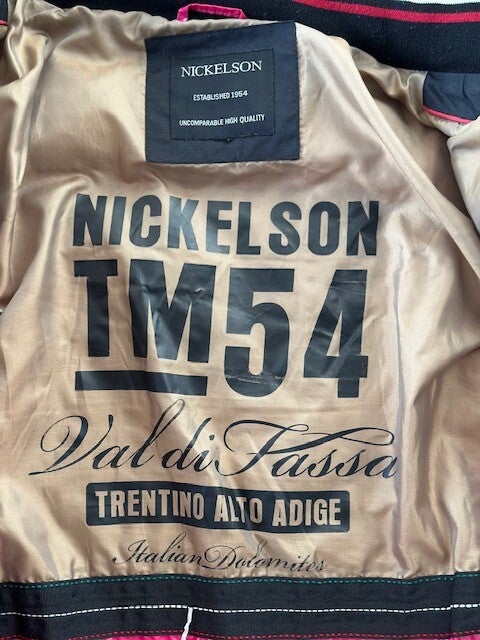 NICKELSON
ESTABLISHED 1954
UNCOMPARABLE HIGH QUALITY
NICKELSON
TM54
Val di Fassa
TRENTINO ALTO ADIGE
Italian Dolomites